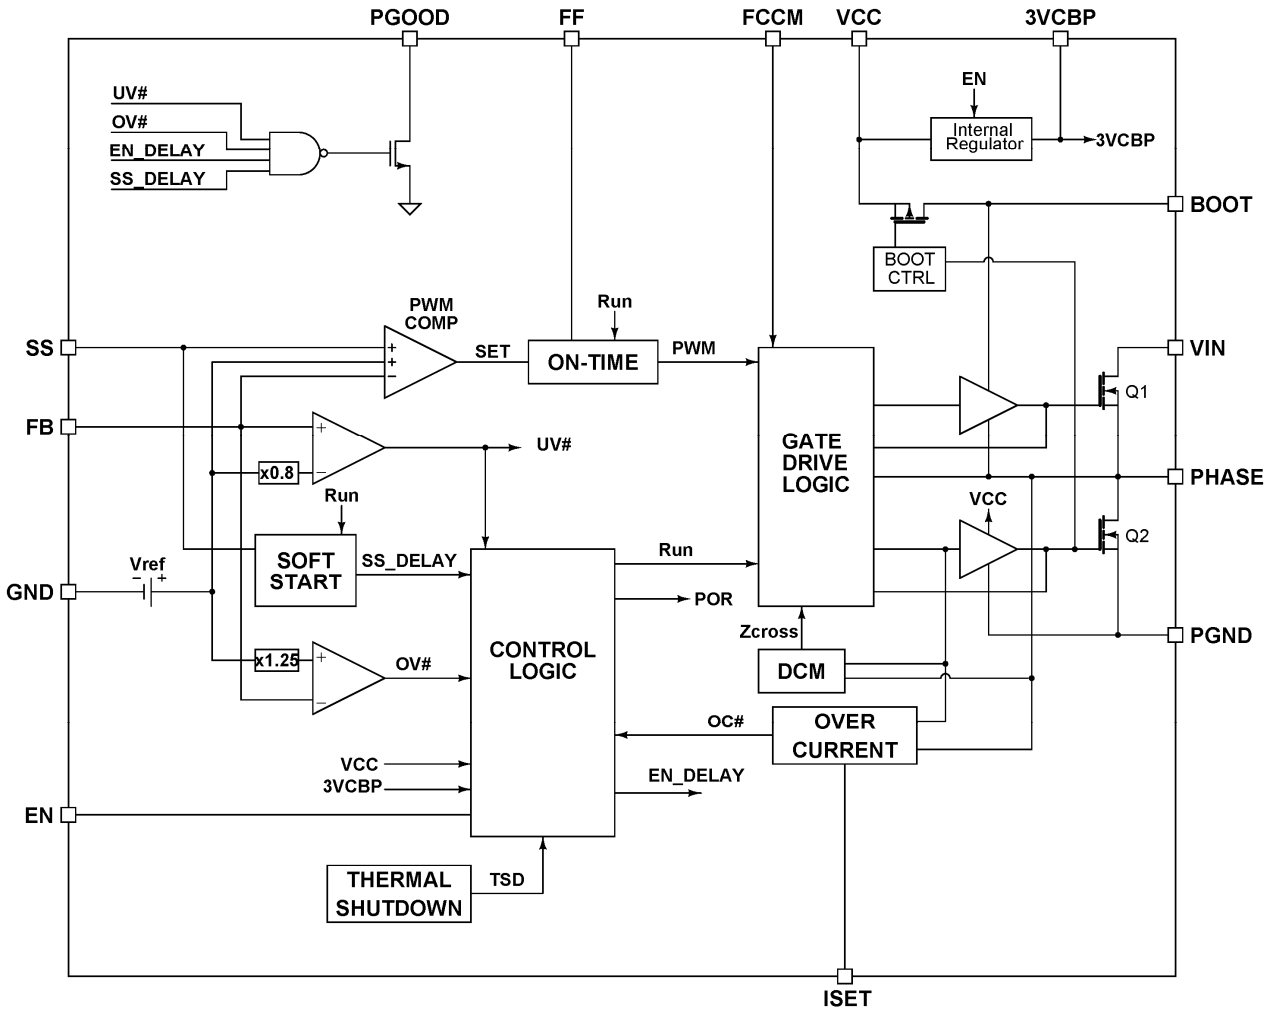 PGOOD
FF
FCCM
VCC
3VCBP
UV#
OV#
EN_DELAY
SS_DELAY
EN
Internal
Regulator
3VCBP
BOOT
BOOT
CTRL
PWM
COMP
Run
SS
+
+
−
SET
ON-TIME
PWM
VIN
Q1
FB
+
−
x0.8
UV#
GATE
DRIVE
LOGIC
PHASE
Run
VCC
Q2
SOFT
START
SS_DELAY
Run
Vref
− +
GND
POR
Zcross
PGND
CONTROL
LOGIC
x1.25
+
−
OV#
DCM
OC#
OVER
CURRENT
VCC
3VCBP
EN_DELAY
EN
THERMAL
SHUTDOWN
TSD
ISET